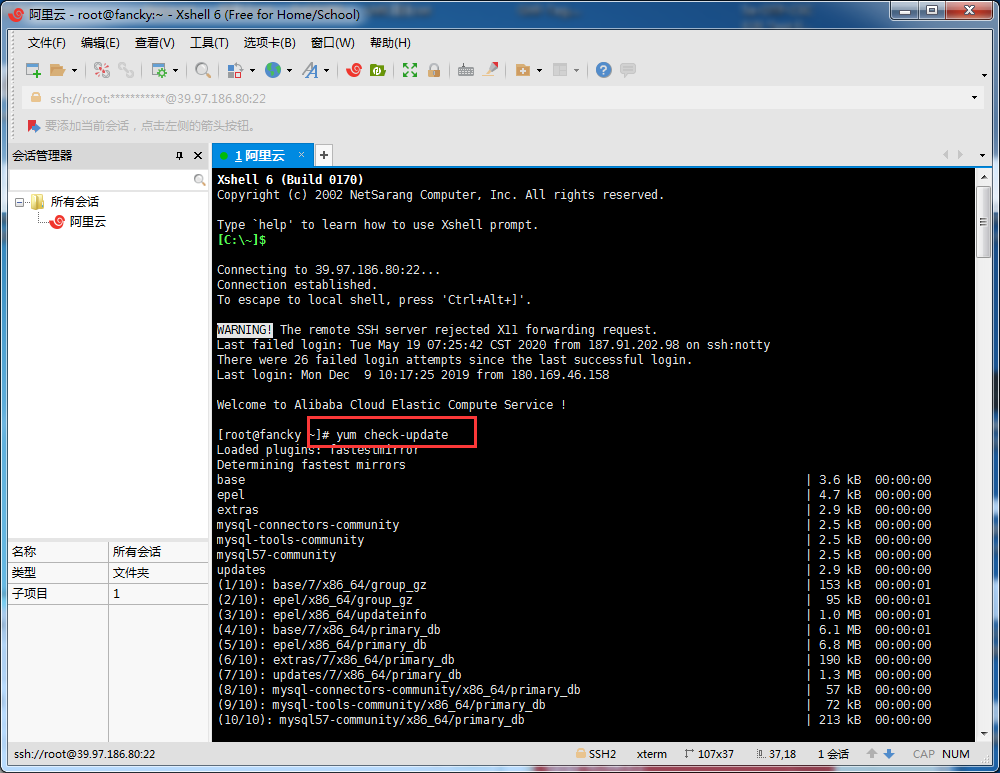 阿里云 - root@fancky:~ - Xshell 6 (Free for Home/School)
文件(F) 编辑(E) 查看(V) 工具(T) 选项卡(B) 窗口(W) 帮助(H)
ssh://root:***********@39.97.186.80:22
要添加当前会话，点击左侧的箭头按钮。
会话管理器
所有会话
阿里云
名称 所有会话
类型 文件夹
子项目 1
1 阿里云 × +
Xshell 6 (Build 0170)
Copyright (c) 2002 NetSarang Computer, Inc. All rights reserved.
Type `help' to learn how to use Xshell prompt.
[C:\~]$
Connecting to 39.97.186.80:22...
Connection established.
To escape to local shell, press 'Ctrl+Alt+]'.
WARNING! The remote SSH server rejected X11 forwarding request.
Last failed login: Tue May 19 07:25:42 CST 2020 from 187.91.202.98 on ssh:notty
There were 26 failed login attempts since the last successful login.
Last login: Mon Dec  9 10:17:25 2019 from 180.169.46.158
Welcome to Alibaba Cloud Elastic Compute Service !
[root@fancky ~]# yum check-update
Loaded plugins: fastestmirror
Determining fastest mirrors
base | 3.6 kB 00:00:00
epel | 4.7 kB 00:00:00
extras | 2.9 kB 00:00:00
mysql-connectors-community | 2.5 kB 00:00:00
mysql-tools-community | 2.5 kB 00:00:00
mysql57-community | 2.5 kB 00:00:00
updates | 2.9 kB 00:00:00
(1/10): base/7/x86_64/group_gz | 153 kB 00:00:01
(2/10): epel/x86_64/group_gz | 95 kB 00:00:01
(3/10): epel/x86_64/updateinfo | 1.0 MB 00:00:01
(4/10): base/7/x86_64/primary_db | 6.1 MB 00:00:01
(5/10): epel/x86_64/primary_db | 6.8 MB 00:00:00
(6/10): extras/7/x86_64/primary_db | 190 kB 00:00:00
(7/10): updates/7/x86_64/primary_db | 1.3 MB 00:00:00
(8/10): mysql-connectors-community/x86_64/primary_db | 57 kB 00:00:00
(9/10): mysql-tools-community/x86_64/primary_db | 72 kB 00:00:00
(10/10): mysql57-community/x86_64/primary_db | 213 kB 00:00:00
ssh://root@39.97.186.80:22 SSH2 xterm 107x37 37,18 1 会话 CAP NUM